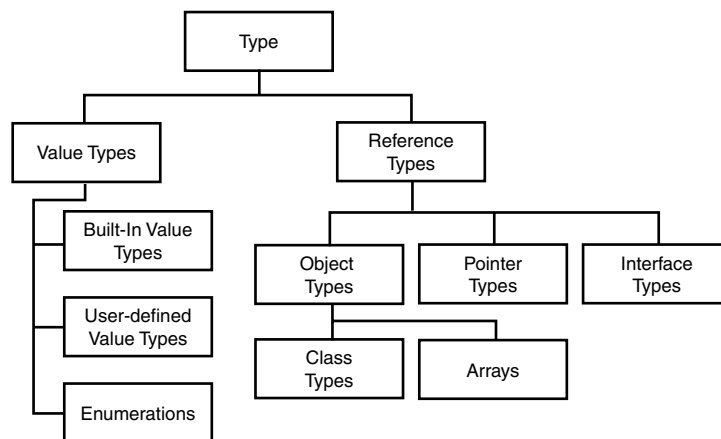 Type
Value Types
Reference
Types
Built-In Value
Types
User-defined
Value Types
Enumerations
Object
Types
Pointer
Types
Interface
Types
Class
Types
Arrays